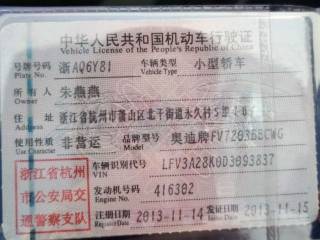 中华人民共和国机动车行驶证
Vehicle License of the People's Republic of China
号牌号码 浙AQ6Y81 车辆类型 小型轿车
Plate No. Vehicle Type
所有人 朱燕燕
Owner
住址 浙江省杭州市萧山区北干街道永久村5组
Address
使用性质 非营运 品牌型号 奥迪牌FV7203BBCWG
Use Character Model
浙江省杭州市公安局交通警察支队
车辆识别代号 LFV3A28K0D3093837
VIN
发动机号码 416302
Engine No.
注册日期 2013-11-14 发证日期 2013-11-15
Register Date Issue Date